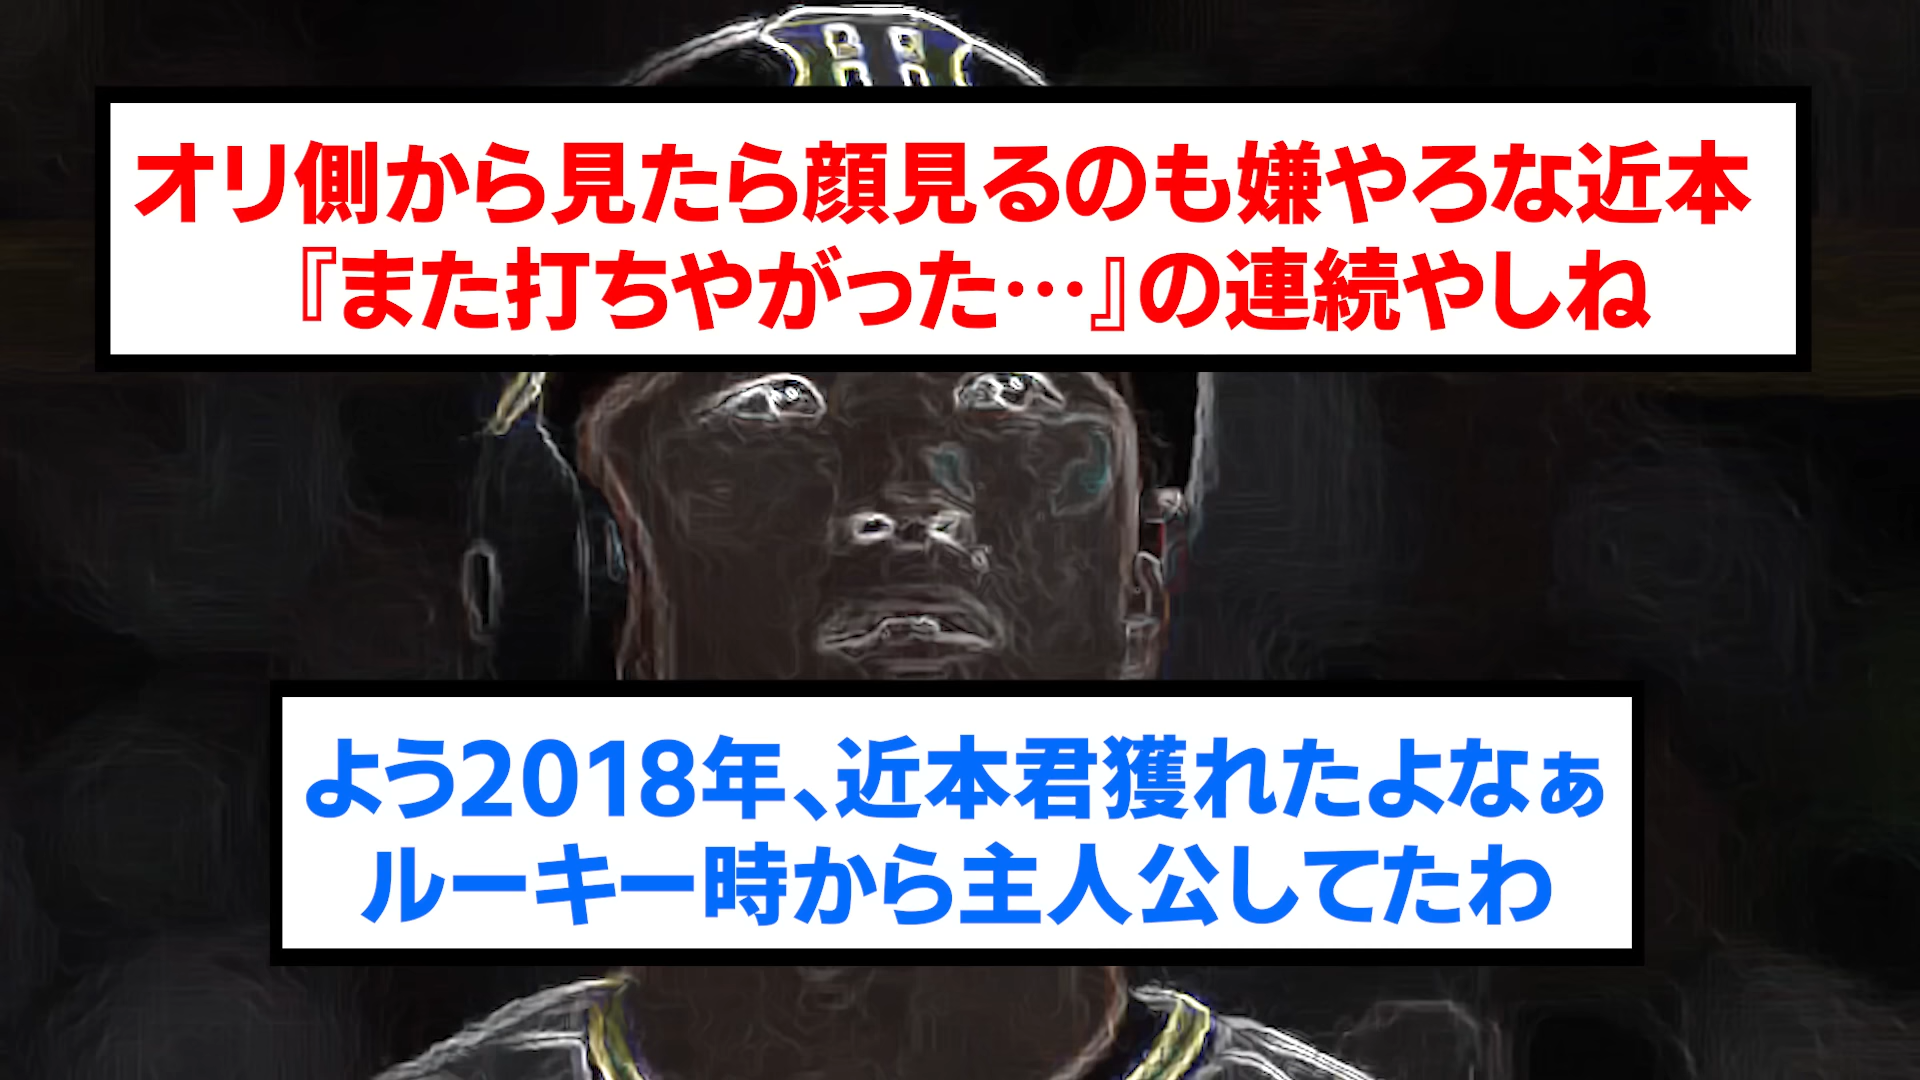 オリ側から見たら顔見るのも嫌やろな近本
『また打ちやがった…』の連続やしね
よう2018年、近本君獲れたよなぁ
ルーキー時から主人公してたわ